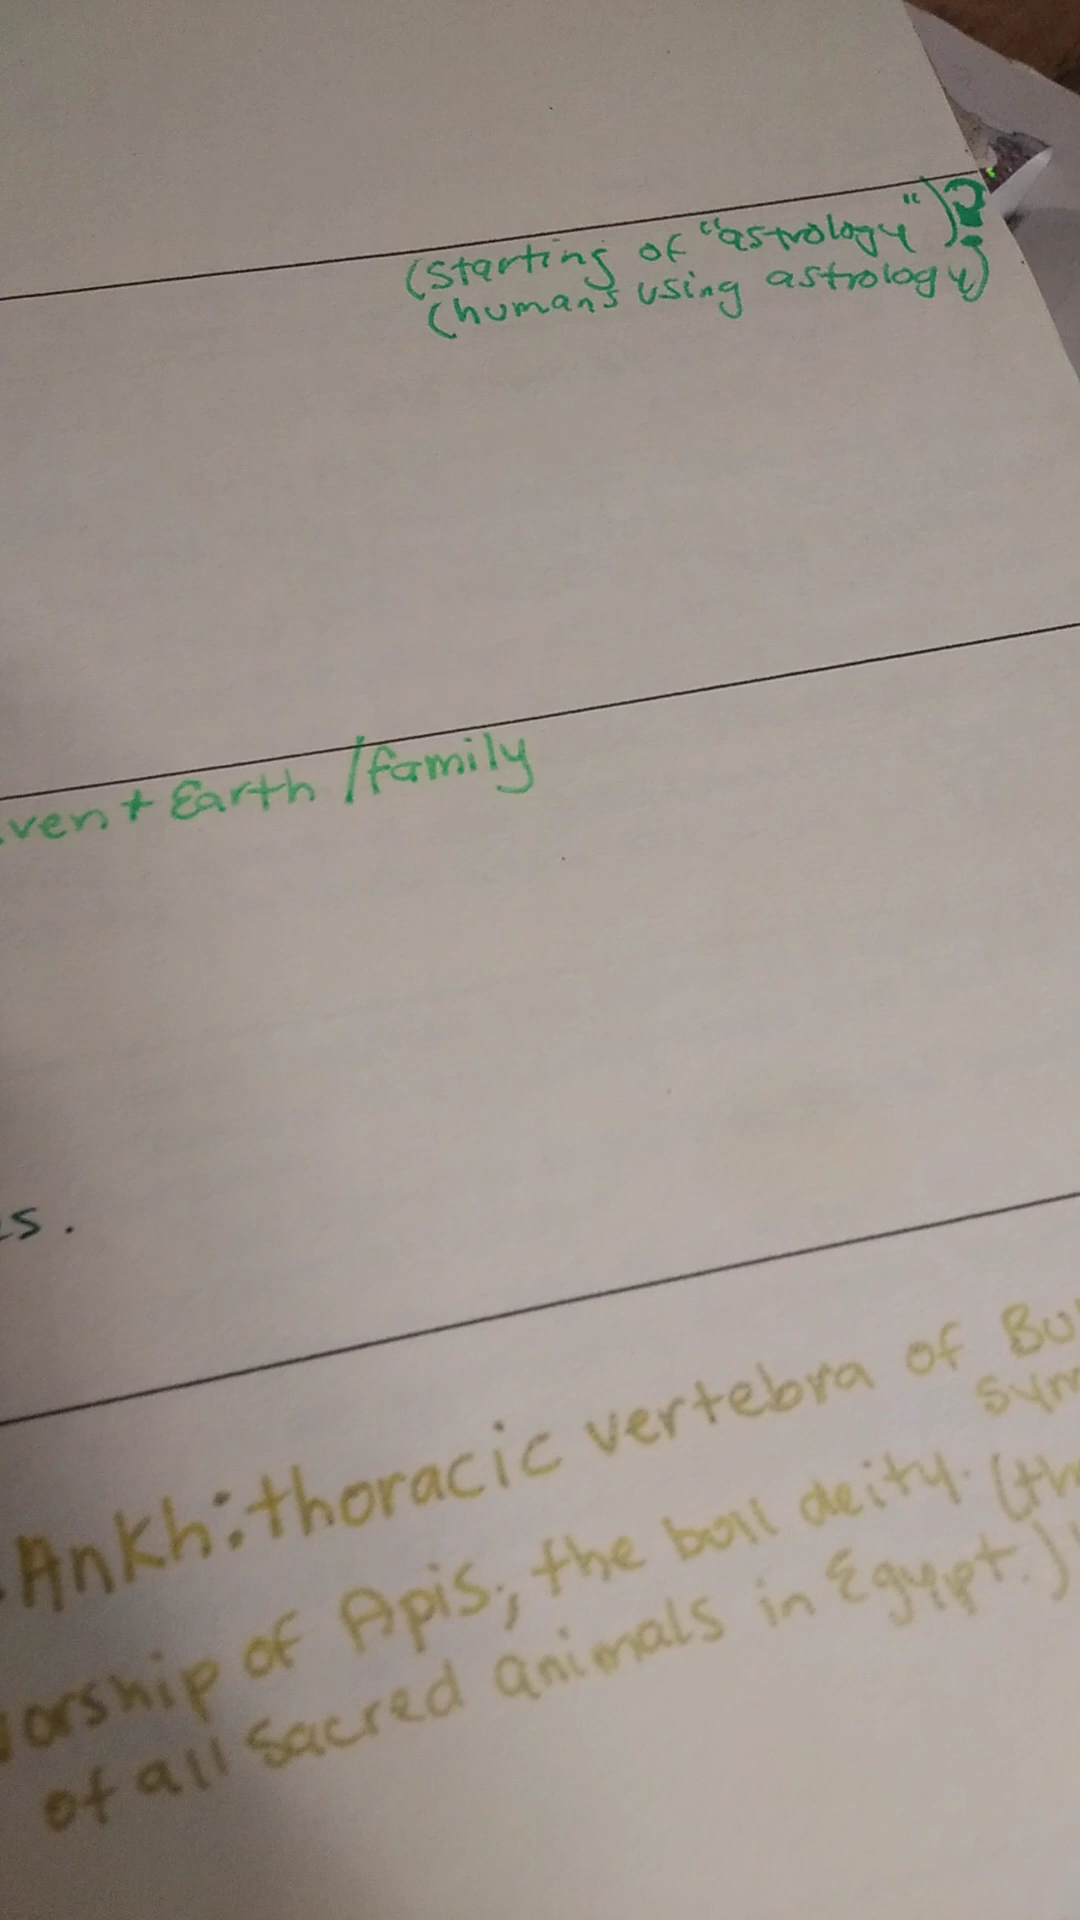 (starting of "astrology")?
(humans using astrology)
ven + Earth / family
es.
Ankh: thoracic vertebra of Bu
sym
orship of Apis, the bull deity. (th
of all sacred animals in Egypt.)